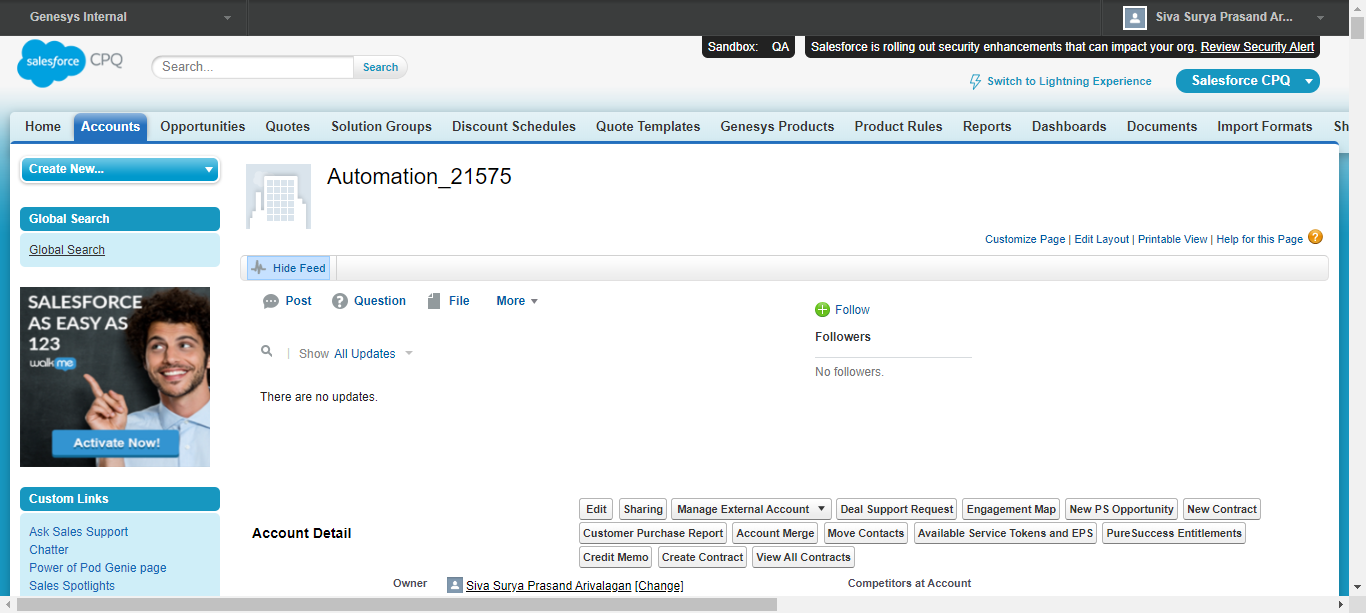 Genesys Internal
Siva Surya Prasand Ar...
Sandbox: QA
Salesforce is rolling out security enhancements that can impact your org. Review Security Alert
salesforce CPQ
Search...
Search
Switch to Lightning Experience
Salesforce CPQ
Home Accounts Opportunities Quotes Solution Groups Discount Schedules Quote Templates Genesys Products Product Rules Reports Dashboards Documents Import Formats Sh
Create New...
Global Search
Global Search
SALESFORCE
AS EASY AS
123
walkme
Activate Now!
Custom Links
Ask Sales Support
Chatter
Power of Pod Genie page
Sales Spotlights
Automation_21575
Customize Page | Edit Layout | Printable View | Help for this Page ?
Hide Feed
Post ? Question File More
Follow
Followers
No followers.
Show All Updates
There are no updates.
Account Detail
Edit Sharing Manage External Account Deal Support Request Engagement Map New PS Opportunity New Contract
Customer Purchase Report Account Merge Move Contacts Available Service Tokens and EPS PureSuccess Entitlements
Credit Memo Create Contract View All Contracts
Owner Siva Surya Prasand Arivalagan [Change]
Competitors at Account